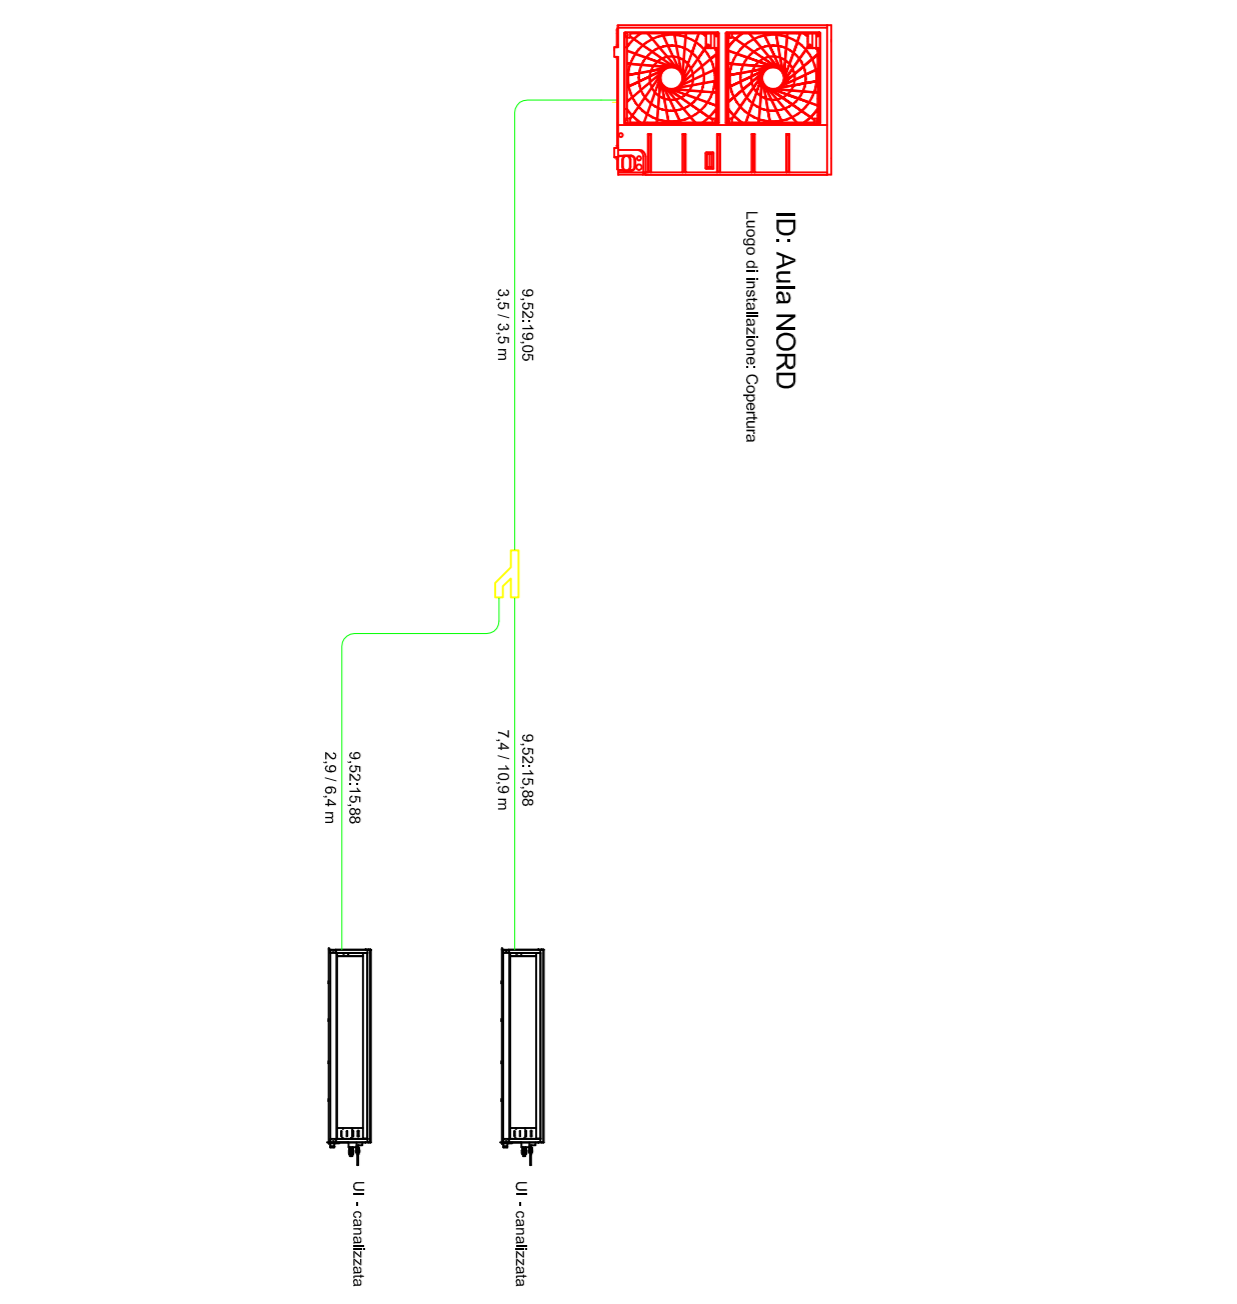 ID: Aula NORD
Luogo di installazione: Copertura
9,52:19,05
3,5 / 3,5 m
9,52:15,88
7,4 / 10,9 m
9,52:15,88
2,9 / 6,4 m
UI - canalizzata
UI - canalizzata